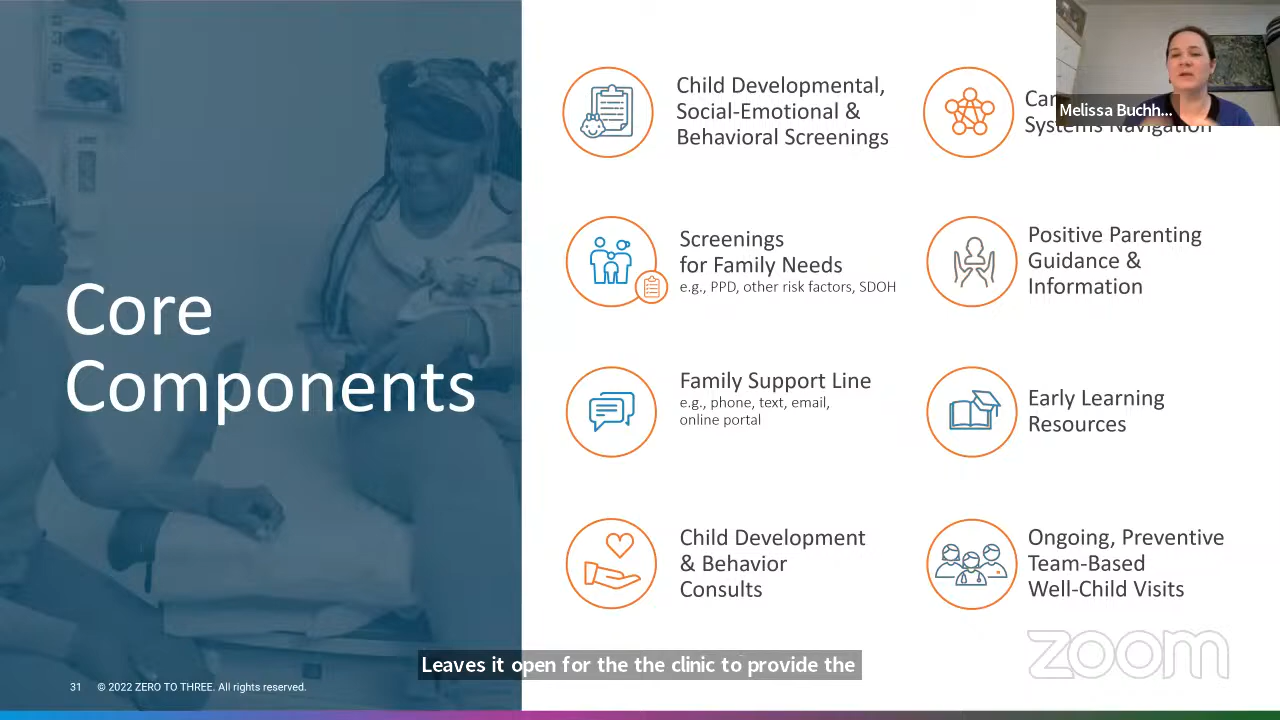 Core
Components
Child Developmental,
Social-Emotional &
Behavioral Screenings
Screenings
for Family Needs
e.g., PPD, other risk factors, SDOH
Family Support Line
e.g., phone, text, email,
online portal
Child Development
& Behavior
Consults
Systems Navigation
Positive Parenting
Guidance &
Information
Early Learning
Resources
Ongoing, Preventive
Team-Based
Well-Child Visits
Melissa Buchh...
Leaves it open for the the clinic to provide the
zoom
31 © 2022 ZERO TO THREE. All rights reserved.